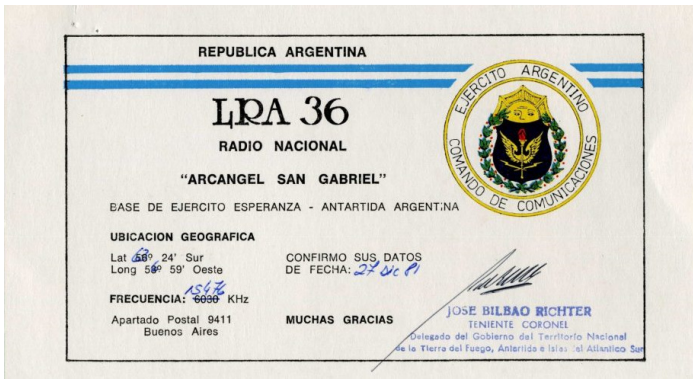 REPUBLICA ARGENTINA
EJERCITO ARGENTINO
COMANDO DE COMUNICACIONES
LRA 36
RADIO NACIONAL
"ARCANGEL SAN GABRIEL"
BASE DE EJERCITO ESPERANZA - ANTARTIDA ARGENTINA
UBICACION GEOGRAFICA
Lat 63º 24' Sur
Long 56º 59' Oeste
CONFIRMO SUS DATOS
DE FECHA: 27 Dic 81
15476
FRECUENCIA: 6030 KHz
Apartado Postal 9411
Buenos Aires
MUCHAS GRACIAS
JOSE BILBAO RICHTER
TENIENTE CORONEL
Delegado del Gobierno del Territorio Nacional
de la Tierra del Fuego, Antartida e Islas del Atlantico Sur